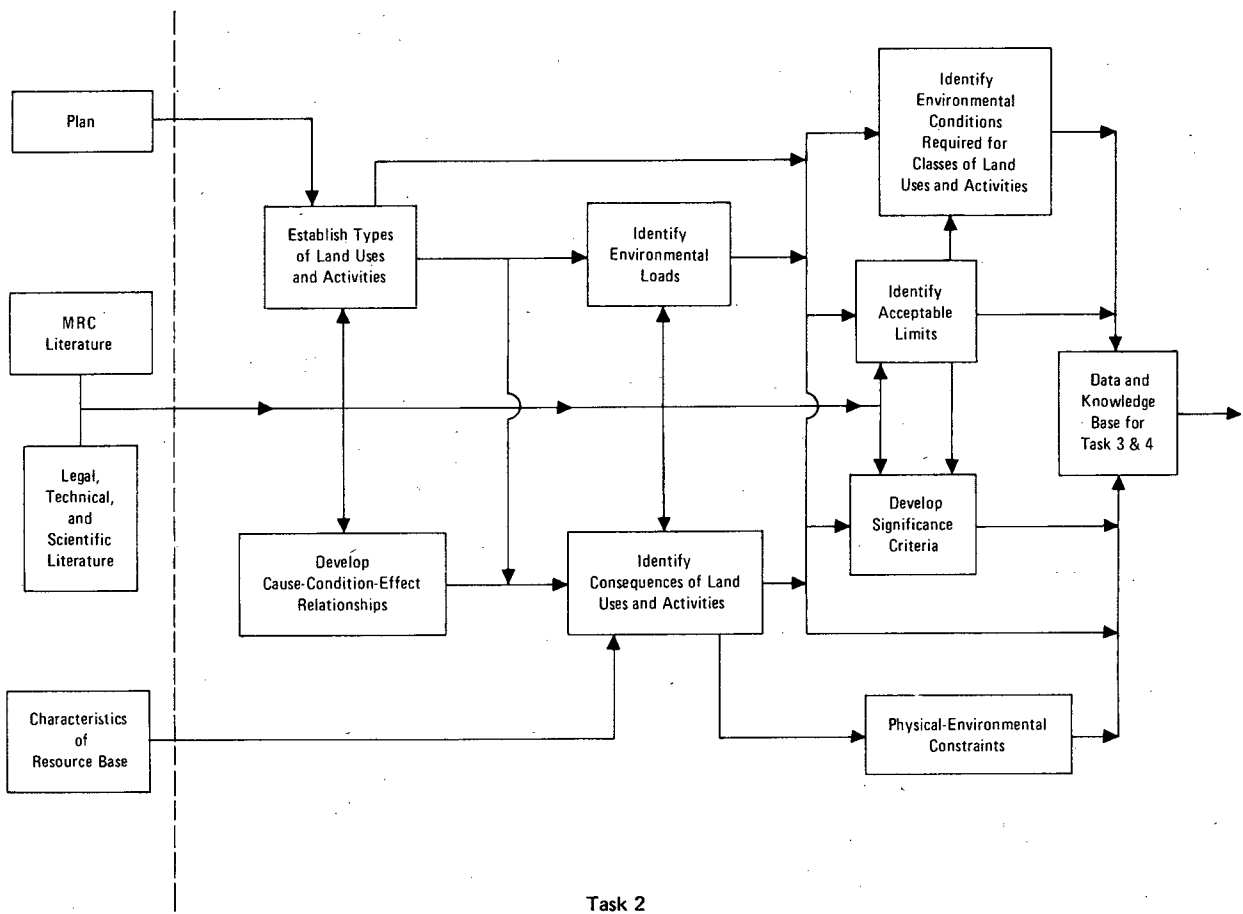 Plan
MRC
Literature
Legal,
Technical,
and
Scientific
Literature
Characteristics
of
Resource Base
Establish Types
of Land Uses
and Activities
Develop
Cause-Condition-Effect
Relationships
Identify
Environmental
Loads
Identify
Consequences of Land
Uses and Activities
Identify
Environmental
Conditions
Required for
Classes of Land
Uses and Activities
Identify
Acceptable
Limits
Develop
Significance
Criteria
Physical-Environmental
Constraints
Data and
Knowledge
Base for
Task 3 & 4
Task 2